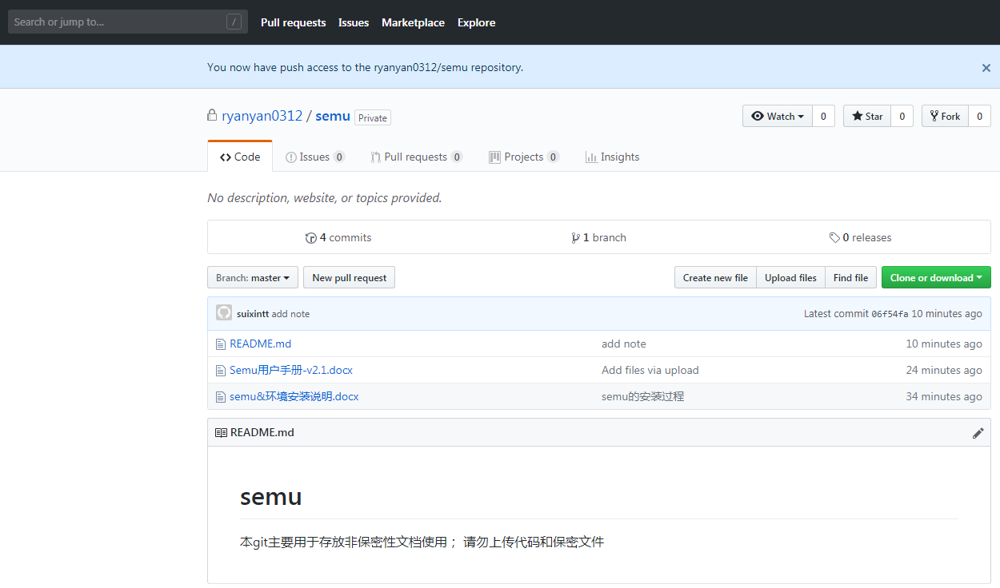 Search or jump to... /
Pull requests Issues Marketplace Explore
You now have push access to the ryanyan0312/semu repository.
ryanyan0312 / semu Private
Watch 0 Star 0 Fork 0
Code Issues 0 Pull requests 0 Projects 0 Insights
No description, website, or topics provided.
4 commits 1 branch 0 releases
Branch: master New pull request Create new file Upload files Find file Clone or download
suixintt add note Latest commit 06f54fa 10 minutes ago
README.md add note 10 minutes ago
Semu用户手册-v2.1.docx Add files via upload 24 minutes ago
semu&环境安装说明.docx semu的安装过程 34 minutes ago
README.md
semu
本git主要用于存放非保密性文档使用 ；请勿上传代码和保密文件